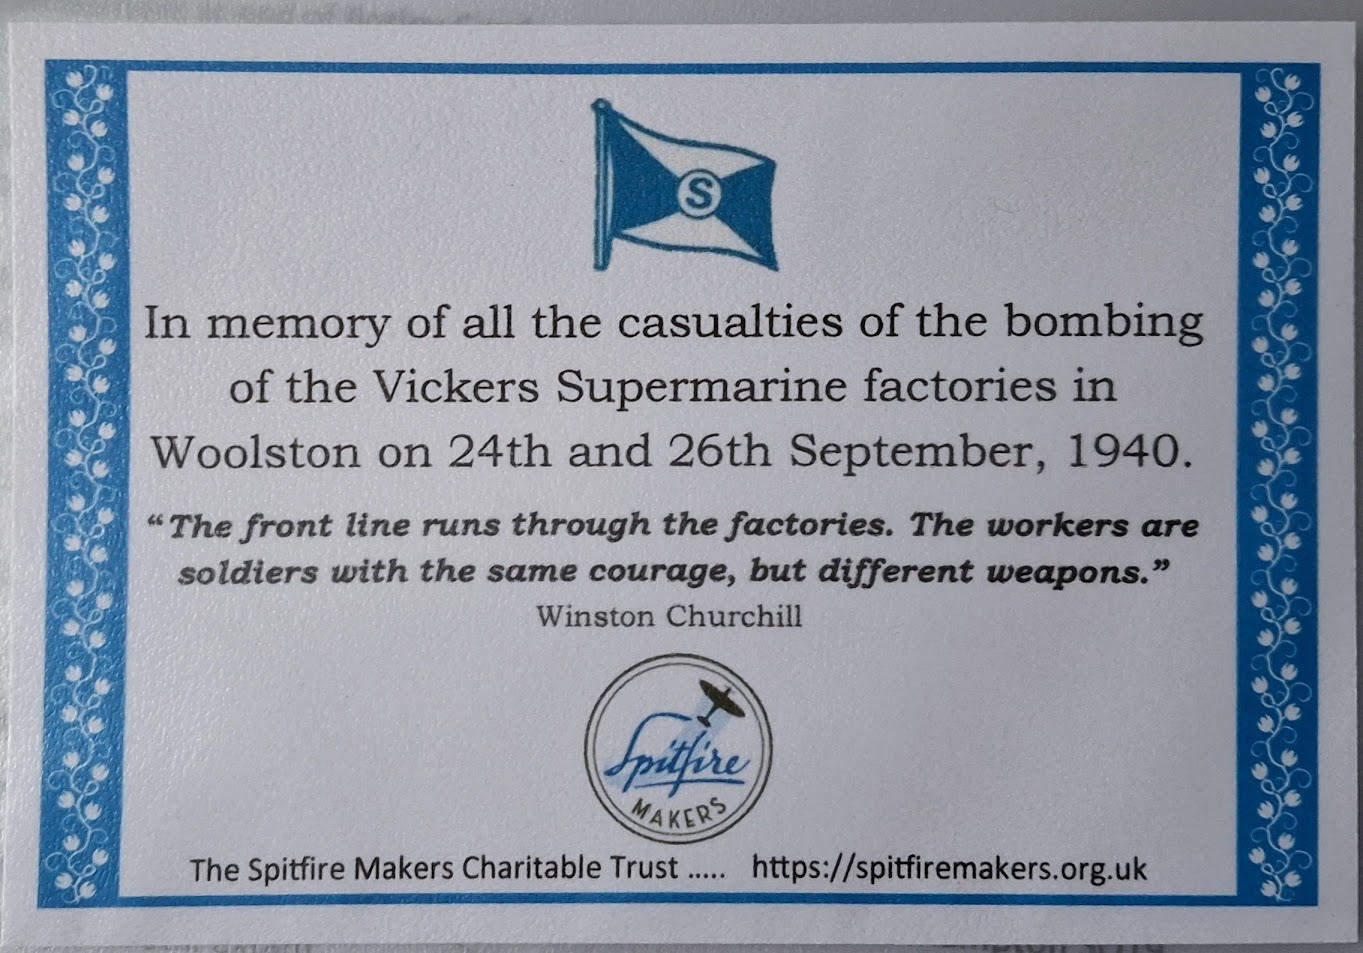 S
In memory of all the casualties of the bombing
of the Vickers Supermarine factories in
Woolston on 24th and 26th September, 1940.
“The front line runs through the factories. The workers are
soldiers with the same courage, but different weapons.”
Winston Churchill
Spitfire
MAKERS
The Spitfire Makers Charitable Trust ..... https://spitfiremakers.org.uk